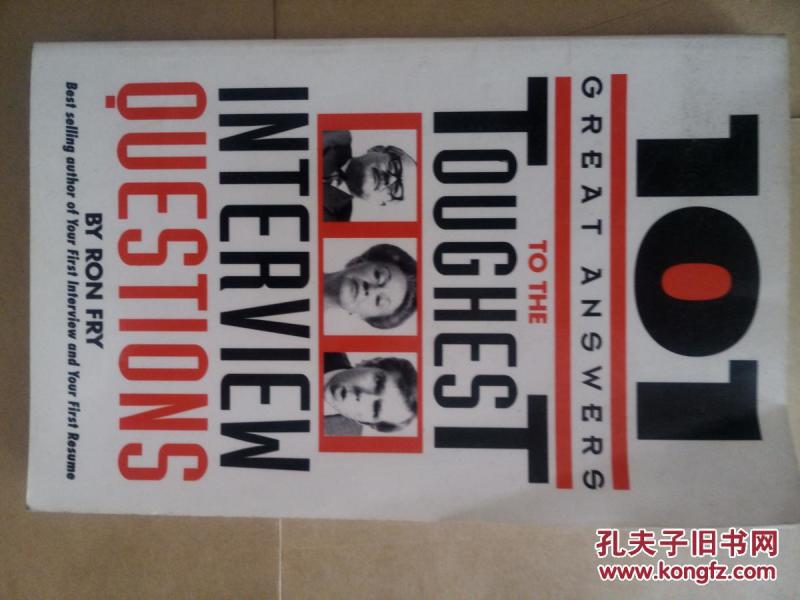 101
GREAT ANSWERS
TO THE
TOUGHEST
INTERVIEW
QUESTIONS
BY RON FRY
Best selling author of Your First Interview and Your First Resume
孔夫子旧书网
www.kongfz.com